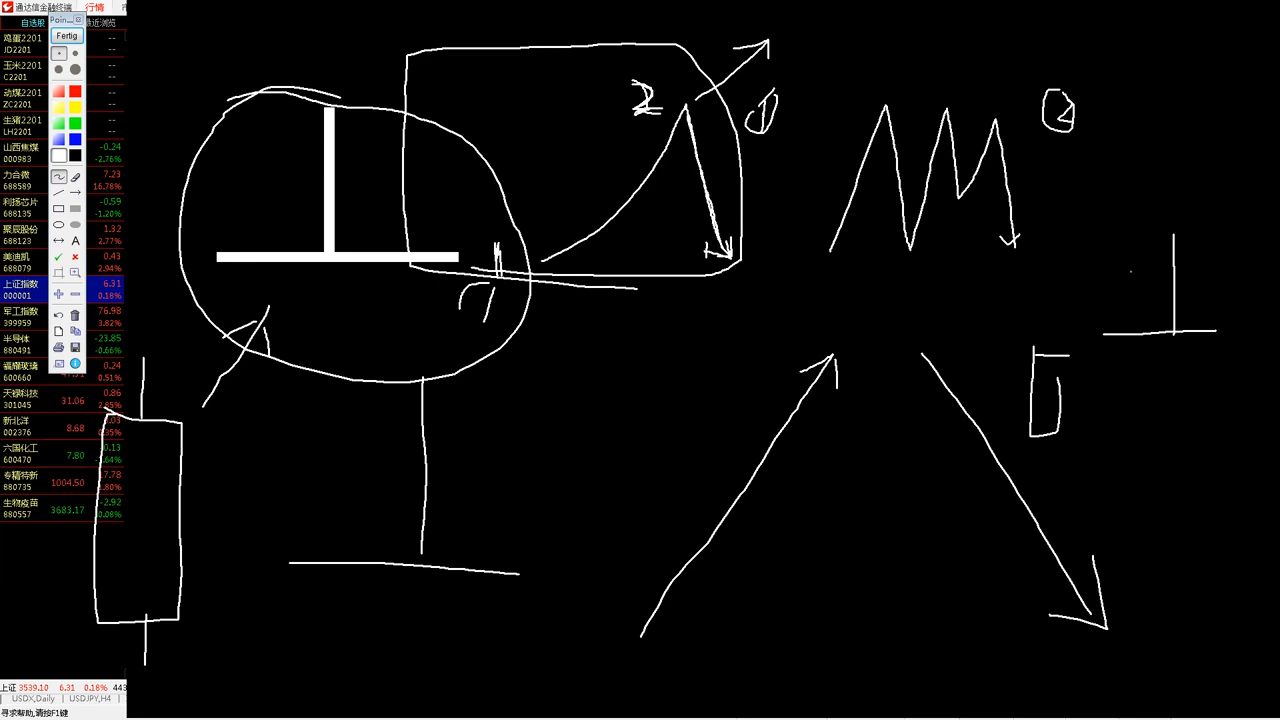 通达信金融终端 行情
自选股 最近浏览
Poin...
Fertig
A
鸡蛋2201 --
JD2201 --
玉米2201 --
C2201 --
动煤2201 --
ZC2201 --
生猪2201 --
LH2201 --
山西焦煤 -0.24
000983 -2.76%
力合微 7.23
688589 16.78%
利扬芯片 -0.59
688135 -1.20%
聚辰股份 1.32
688123 2.77%
美迪凯 0.43
688079 2.94%
上证指数 6.31
000001 0.18%
军工指数 76.98
399959 3.82%
半导体 -23.85
880491 -0.66%
福耀玻璃 0.24
600660 0.51%
天禄科技 31.06 0.86
301045 2.85%
新北洋 8.68
002376
六国化工 7.80 0.13
600470
专精特新 1004.50
880735
生物疫苗 3683.17 -2.92
880557 0.08%
2 ① ②
上证 3539.10 6.31 0.18% 443
USDX,Daily USDJPY,H4
寻求帮助,请按F1键